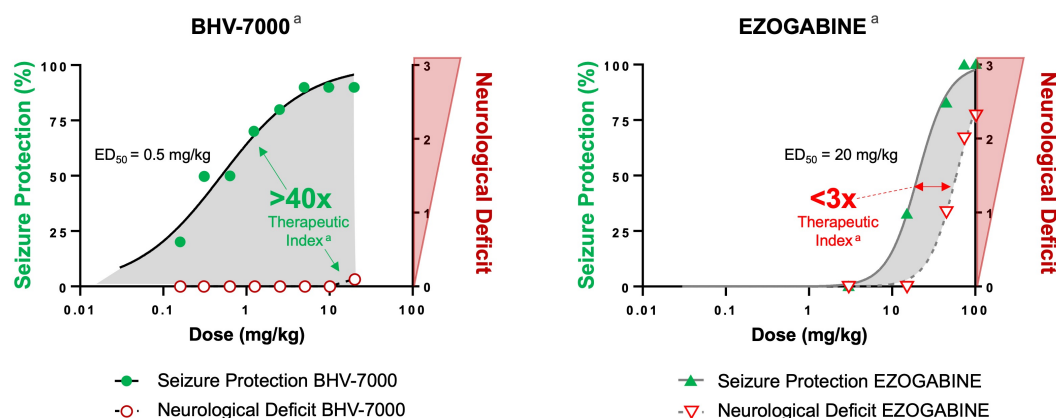 BHV-7000 a
Seizure Protection (%)
100
75
50
25
0
0.01
0.1
1
10
100
Dose (mg/kg)
3
2
1
0
Neurological Deficit
ED50 = 0.5 mg/kg
>40x
Therapeutic
Index a
Seizure Protection BHV-7000
Neurological Deficit BHV-7000
EZOGABINE a
Seizure Protection (%)
100
75
50
25
0
0.01
0.1
1
10
100
Dose (mg/kg)
3
2
1
0
Neurological Deficit
ED50 = 20 mg/kg
<3x
Therapeutic
Index a
Seizure Protection EZOGABINE
Neurological Deficit EZOGABINE